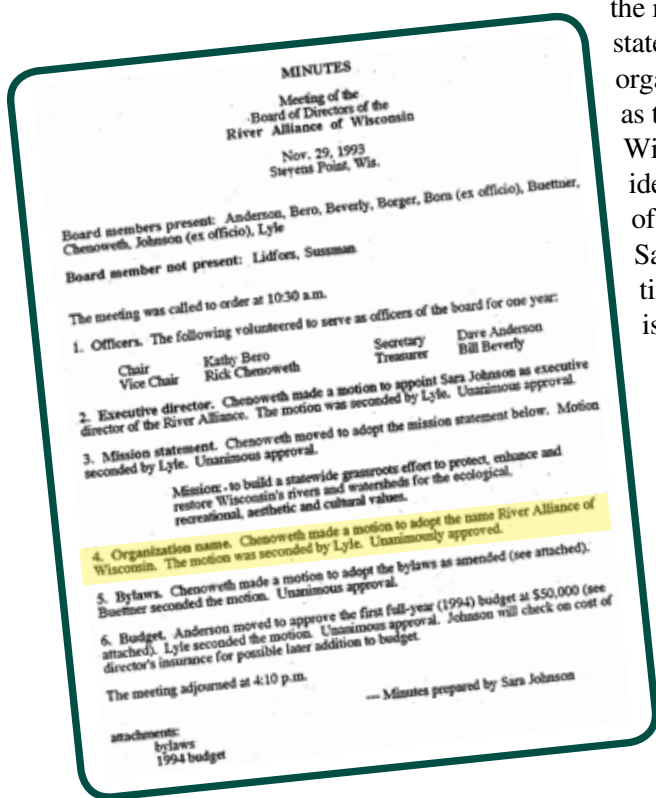 MINUTES
Meeting of the
Board of Directors of the
River Alliance of Wisconsin
Nov. 29, 1993
Stevens Point, Wis.
Board members present: Anderson, Bero, Beverly, Borger, Born (ex officio), Buettner,
Chenoweth, Johnson (ex officio), Lyle
Board member not present: Lidfors, Sussman
The meeting was called to order at 10:30 a.m.
1. Officers. The following volunteered to serve as officers of the board for one year:
Chair Kathy Bero Secretary Dave Anderson
Vice Chair Rick Chenoweth Treasurer Bill Beverly
2. Executive director. Chenoweth made a motion to appoint Sara Johnson as executive
director of the River Alliance. The motion was seconded by Lyle. Unanimous approval.
3. Mission statement. Chenoweth moved to adopt the mission statement below. Motion
seconded by Lyle. Unanimous approval.
Mission: to build a statewide grassroots effort to protect, enhance and
restore Wisconsin's rivers and watersheds for the ecological,
recreational, aesthetic and cultural values.
4. Organization name. Chenoweth made a motion to adopt the name River Alliance of
Wisconsin. The motion was seconded by Lyle. Unanimously approved.
5. Bylaws. Chenoweth made a motion to adopt the bylaws as amended (see attached).
Buettner seconded the motion. Unanimous approval.
6. Budget. Anderson moved to approve the first full-year (1994) budget at $50,000 (see
attached). Lyle seconded the motion. Unanimous approval. Johnson will check on cost of
director's insurance for possible later addition to budget.
The meeting adjourned at 4:10 p.m.
--- Minutes prepared by Sara Johnson
attachments:
bylaws
1994 budget
the
state
orga
as t
Wi
ide
of
Sa
ti
is